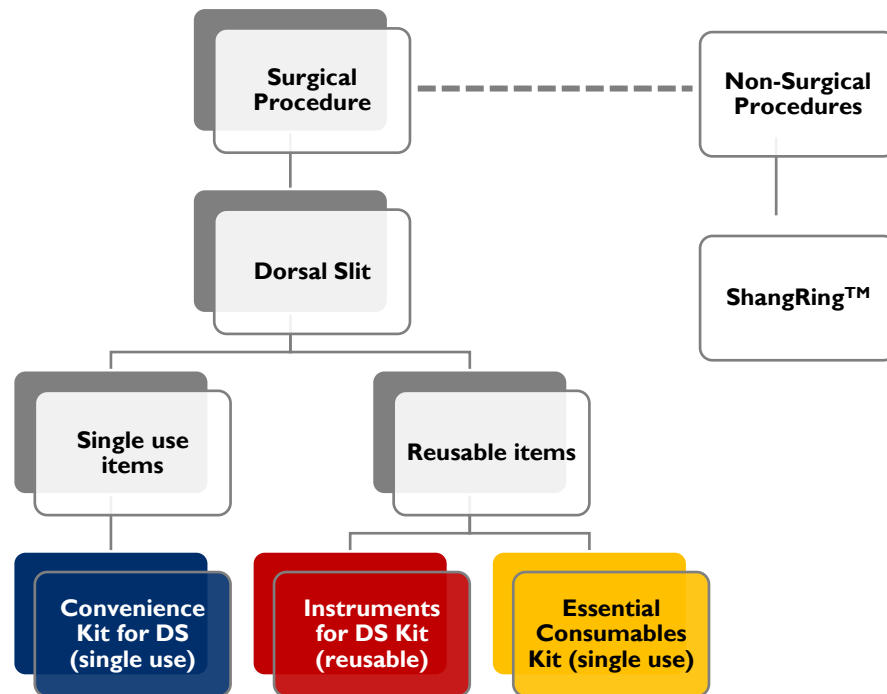 Surgical
Procedure
Non-Surgical
Procedures
Dorsal Slit
ShangRing™
Single use
items
Reusable items
Convenience
Kit for DS
(single use)
Instruments
for DS Kit
(reusable)
Essential
Consumables
Kit (single use)